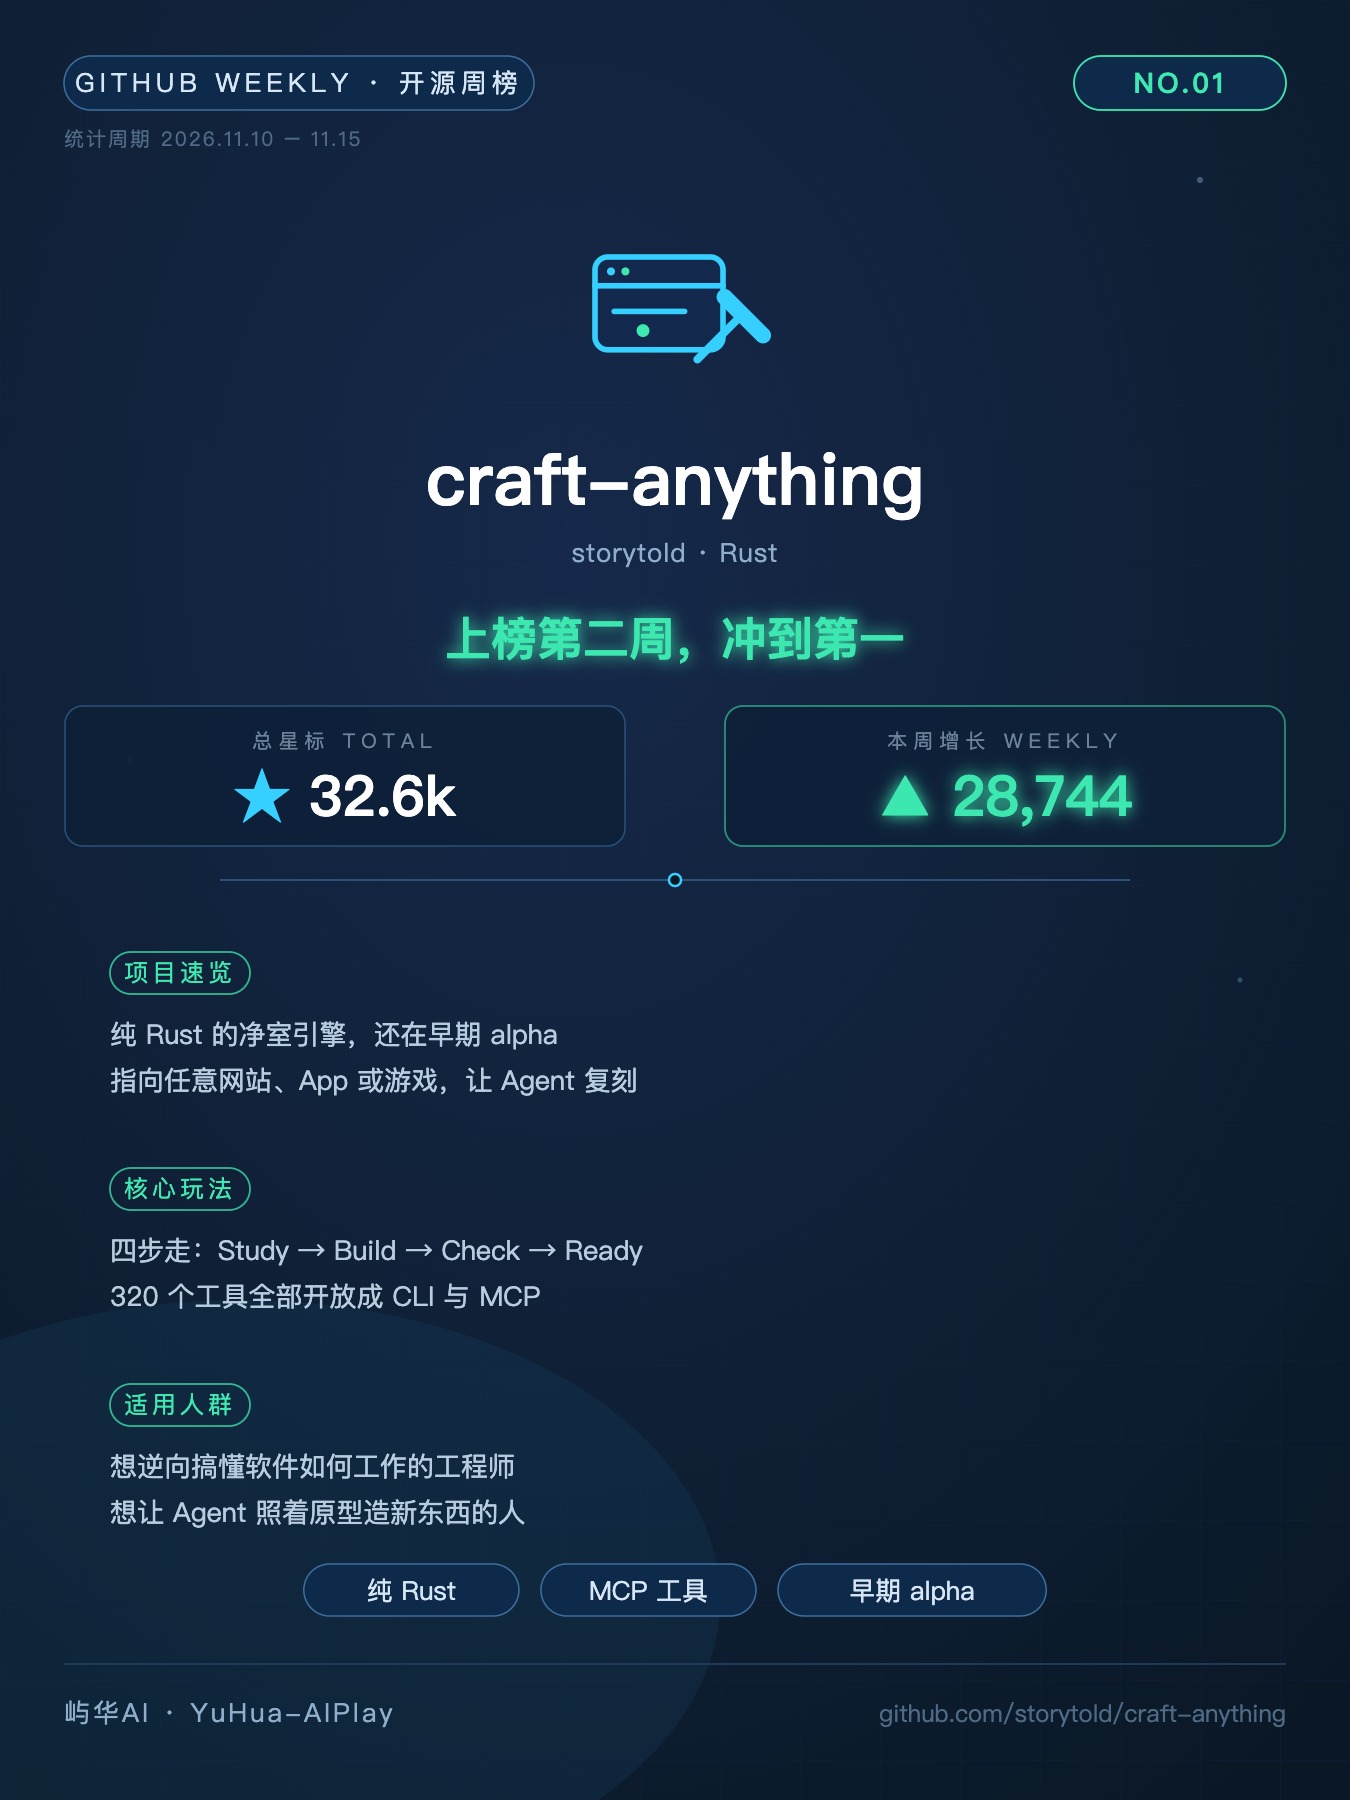 GITHUB WEEKLY · 开源周榜
NO.01
统计周期 2026.11.10 — 11.15
craft-anything
storytold · Rust
上榜第二周，冲到第一
总星标 TOTAL
★ 32.6k
本周增长 WEEKLY
▲ 28,744
项目速览
纯 Rust 的净室引擎，还在早期 alpha
指向任意网站、App 或游戏，让 Agent 复刻
核心玩法
四步走：Study → Build → Check → Ready
320 个工具全部开放成 CLI 与 MCP
适用人群
想逆向搞懂软件如何工作的工程师
想让 Agent 照着原型造新东西的人
纯 Rust
MCP 工具
早期 alpha
屿华AI · YuHua-AIPlay
github.com/storytold/craft-anything